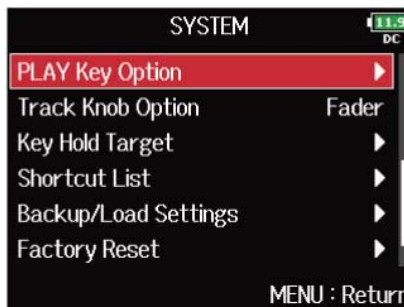 SYSTEM
11.9
DC
PLAY Key Option
Track Knob Option Fader
Key Hold Target
Shortcut List
Backup/Load Settings
Factory Reset
MENU : Return